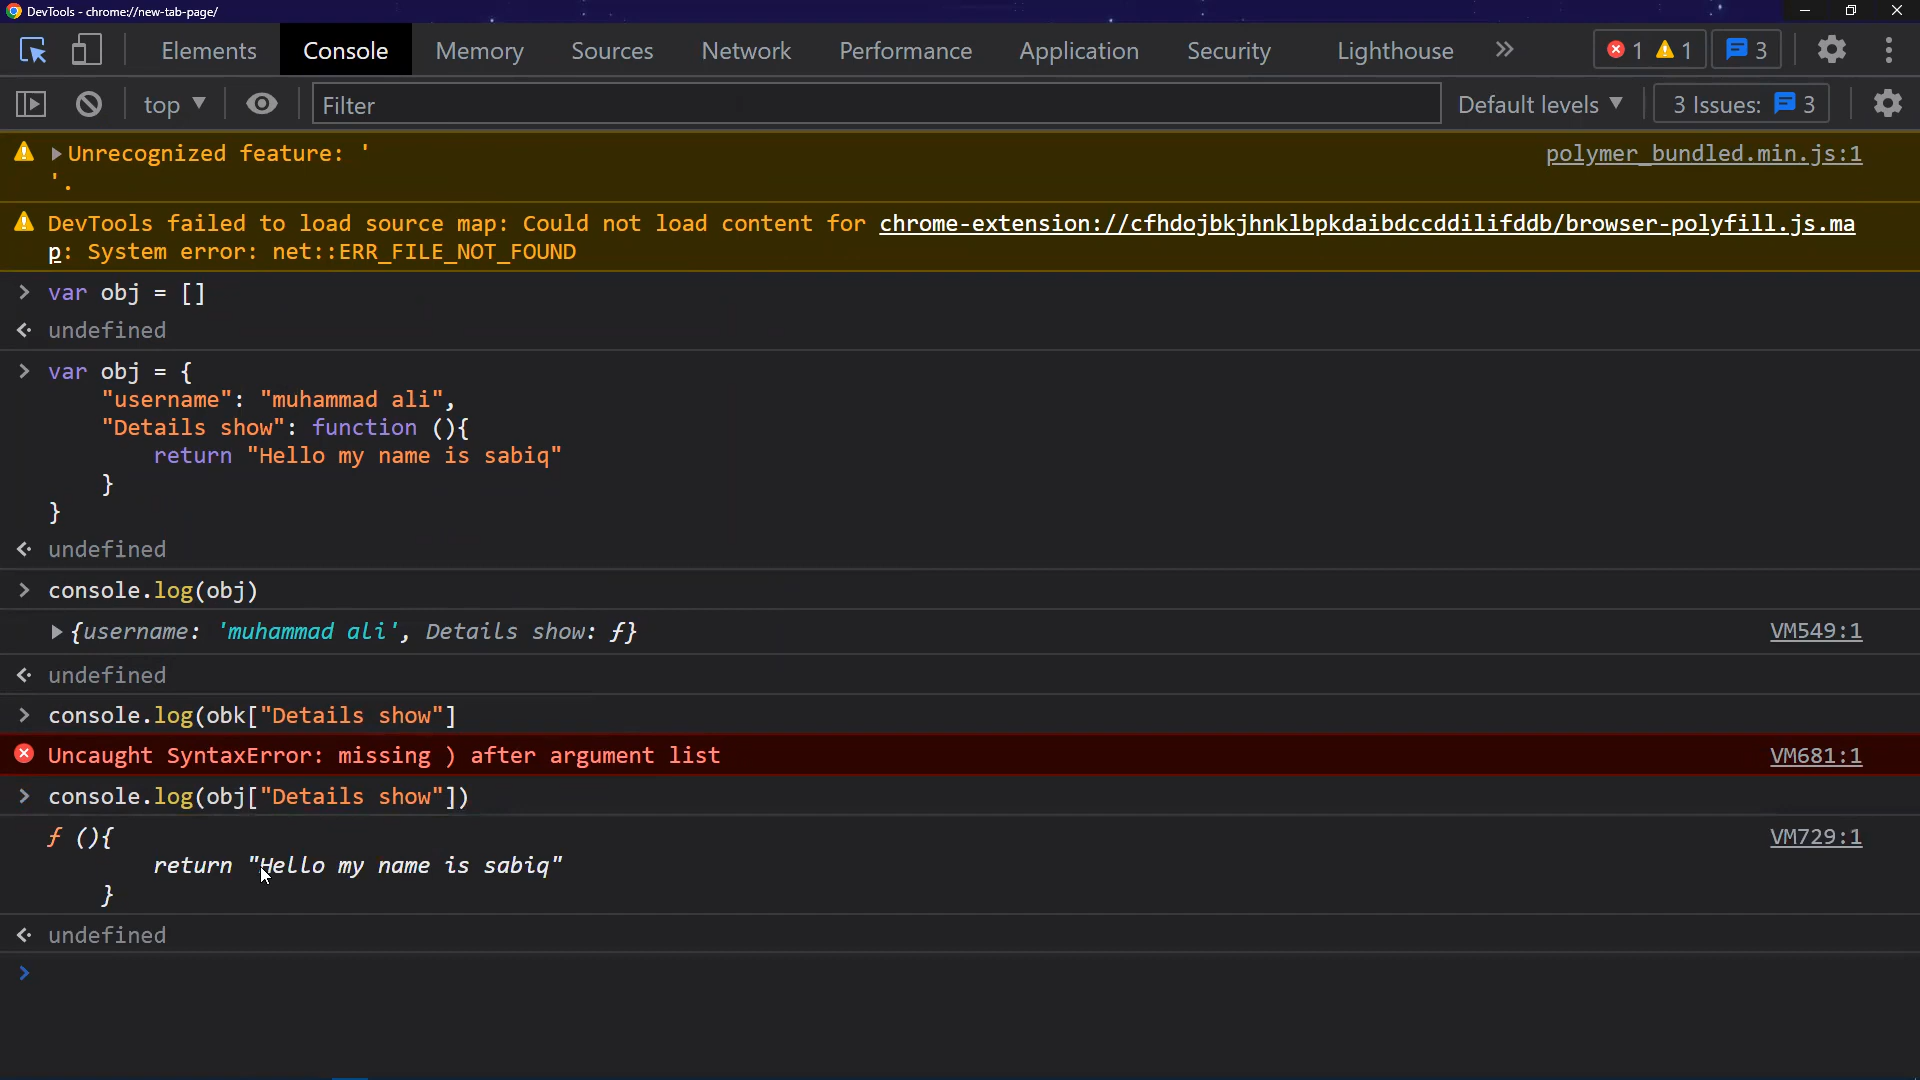 DevTools - chrome://new-tab-page/
Elements Console Memory Sources Network Performance Application Security Lighthouse » 1 1 3
top ▼ Filter Default levels ▼ 3 Issues: 3
Unrecognized feature: ' polymer_bundled.min.js:1
'.
DevTools failed to load source map: Could not load content for chrome-extension://cfhdojbkjhnklbpkdaibdccddilifddb/browser-polyfill.js.ma
p: System error: net::ERR_FILE_NOT_FOUND
> var obj = []
undefined
> var obj = {
"username": "muhammad ali",
"Details show": function (){
return "Hello my name is sabiq"
}
}
undefined
> console.log(obj)
{username: 'muhammad ali', Details show: ƒ} VM549:1
undefined
> console.log(obk["Details show"]
Uncaught SyntaxError: missing ) after argument list VM681:1
> console.log(obj["Details show"])
ƒ (){ VM729:1
return "Hello my name is sabiq"
}
undefined
>